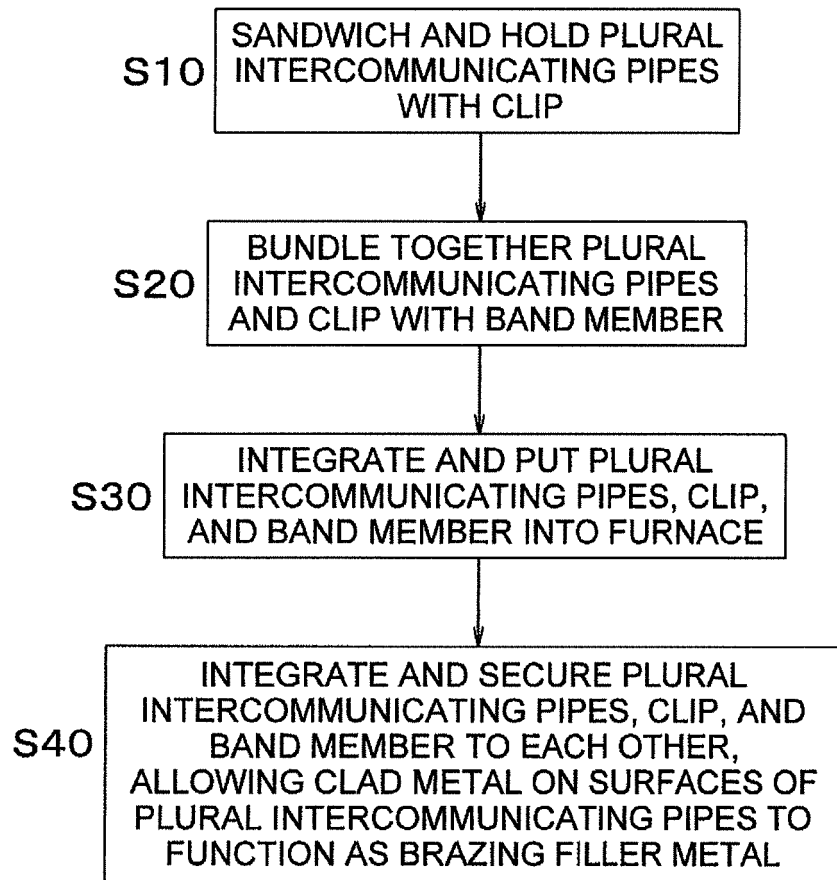 SANDWICH AND HOLD PLURAL
S10 INTERCOMMUNICATING PIPES
WITH CLIP
BUNDLE TOGETHER PLURAL
S20 INTERCOMMUNICATING PIPES
AND CLIP WITH BAND MEMBER
INTEGRATE AND PUT PLURAL
S30 INTERCOMMUNICATING PIPES, CLIP,
AND BAND MEMBER INTO FURNACE
INTEGRATE AND SECURE PLURAL
INTERCOMMUNICATING PIPES, CLIP, AND
S40 BAND MEMBER TO EACH OTHER,
ALLOWING CLAD METAL ON SURFACES OF
PLURAL INTERCOMMUNICATING PIPES TO
FUNCTION AS BRAZING FILLER METAL